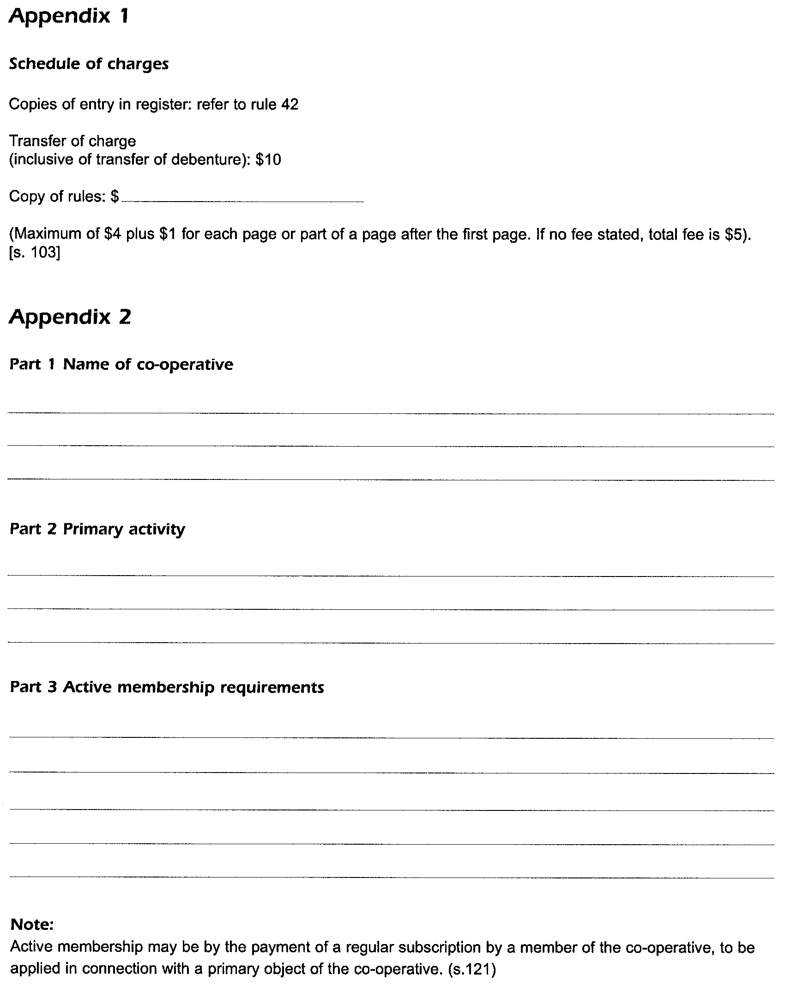 Appendix 1
Schedule of charges
Copies of entry in register: refer to rule 42
Transfer of charge
(inclusive of transfer of debenture): $10
Copy of rules: $
(Maximum of $4 plus $1 for each page or part of a page after the first page. If no fee stated, total fee is $5).
[s. 103]
Appendix 2
Part 1 Name of co-operative
Part 2 Primary activity
Part 3 Active membership requirements
Note:
Active membership may be by the payment of a regular subscription by a member of the co-operative, to be
applied in connection with a primary object of the co-operative. (s.121)